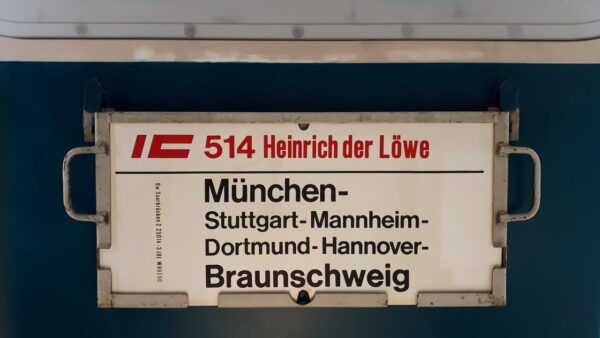 IC 514 Heinrich der Löwe
München-
Stuttgart-Mannheim-
Dortmund-Hannover-
Braunschweig